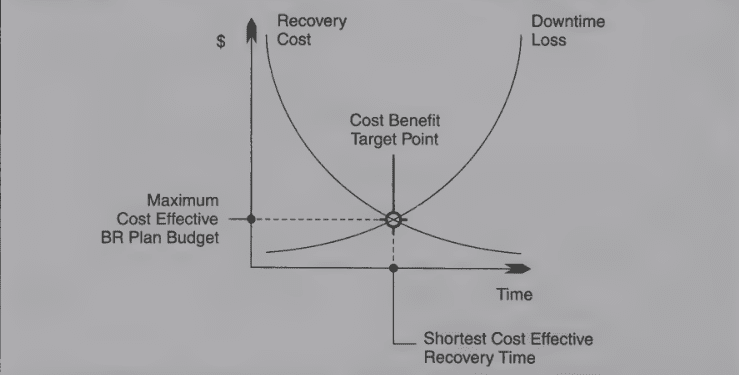 Recovery
Cost
Downtime
Loss
$
Cost Benefit
Target Point
Maximum
Cost Effective
BR Plan Budget
Time
Shortest Cost Effective
Recovery Time